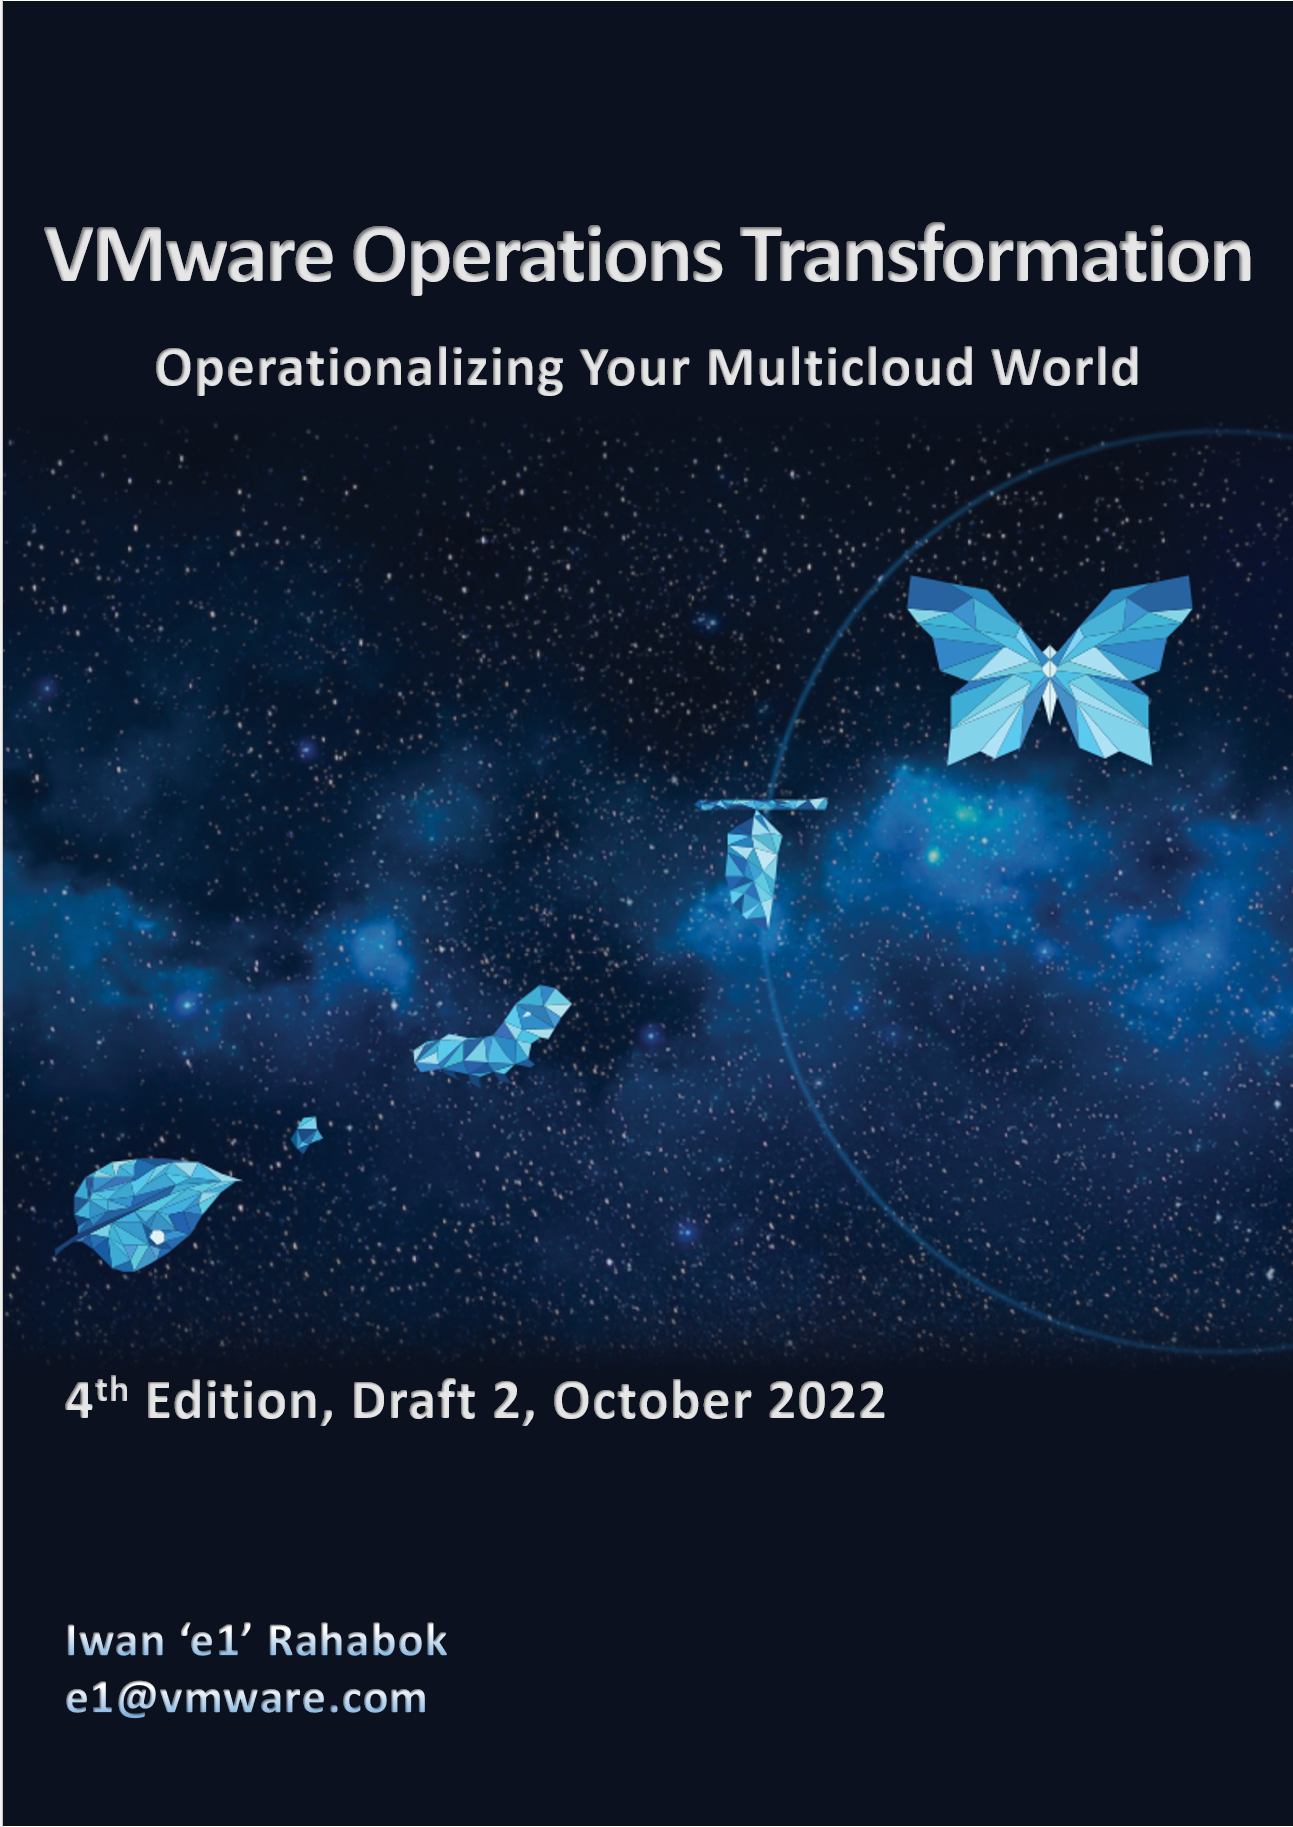 VMware Operations Transformation
Operationalizing Your Multicloud World
4th Edition, Draft 2, October 2022
Iwan ‘e1’ Rahabok
e1@vmware.com